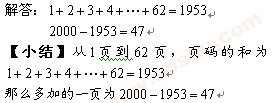 解答：1+2+3+4+…+62=1953
2000－1953=47
【小结】从1页到62页，页码的和为
1+2+3+4+…+62=1953
那么多加的一页为2000－1953=47